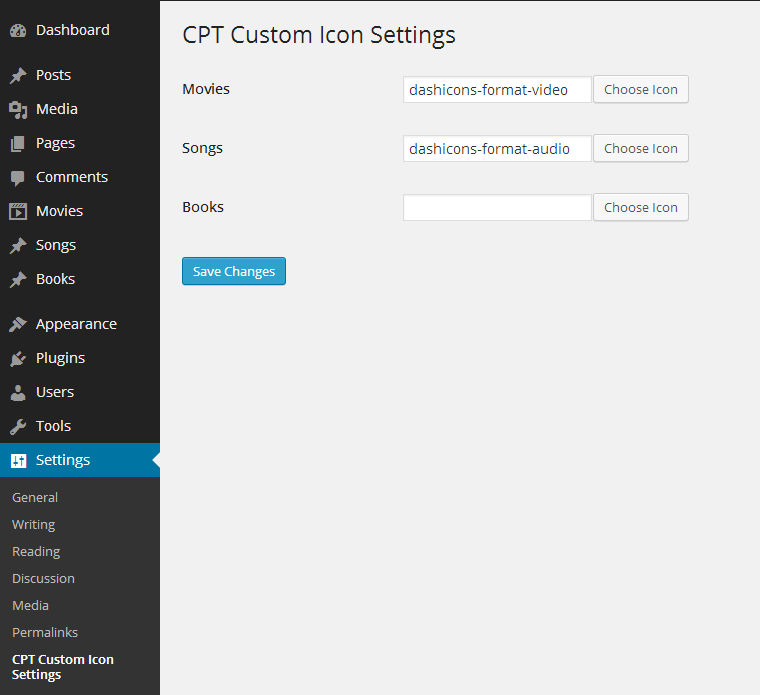 Dashboard
Posts
Media
Pages
Comments
Movies
Songs
Books
Appearance
Plugins
Users
Tools
Settings
General
Writing
Reading
Discussion
Media
Permalinks
CPT Custom Icon
Settings
CPT Custom Icon Settings
Movies dashicons-format-video Choose Icon
Songs dashicons-format-audio Choose Icon
Books Choose Icon
Save Changes